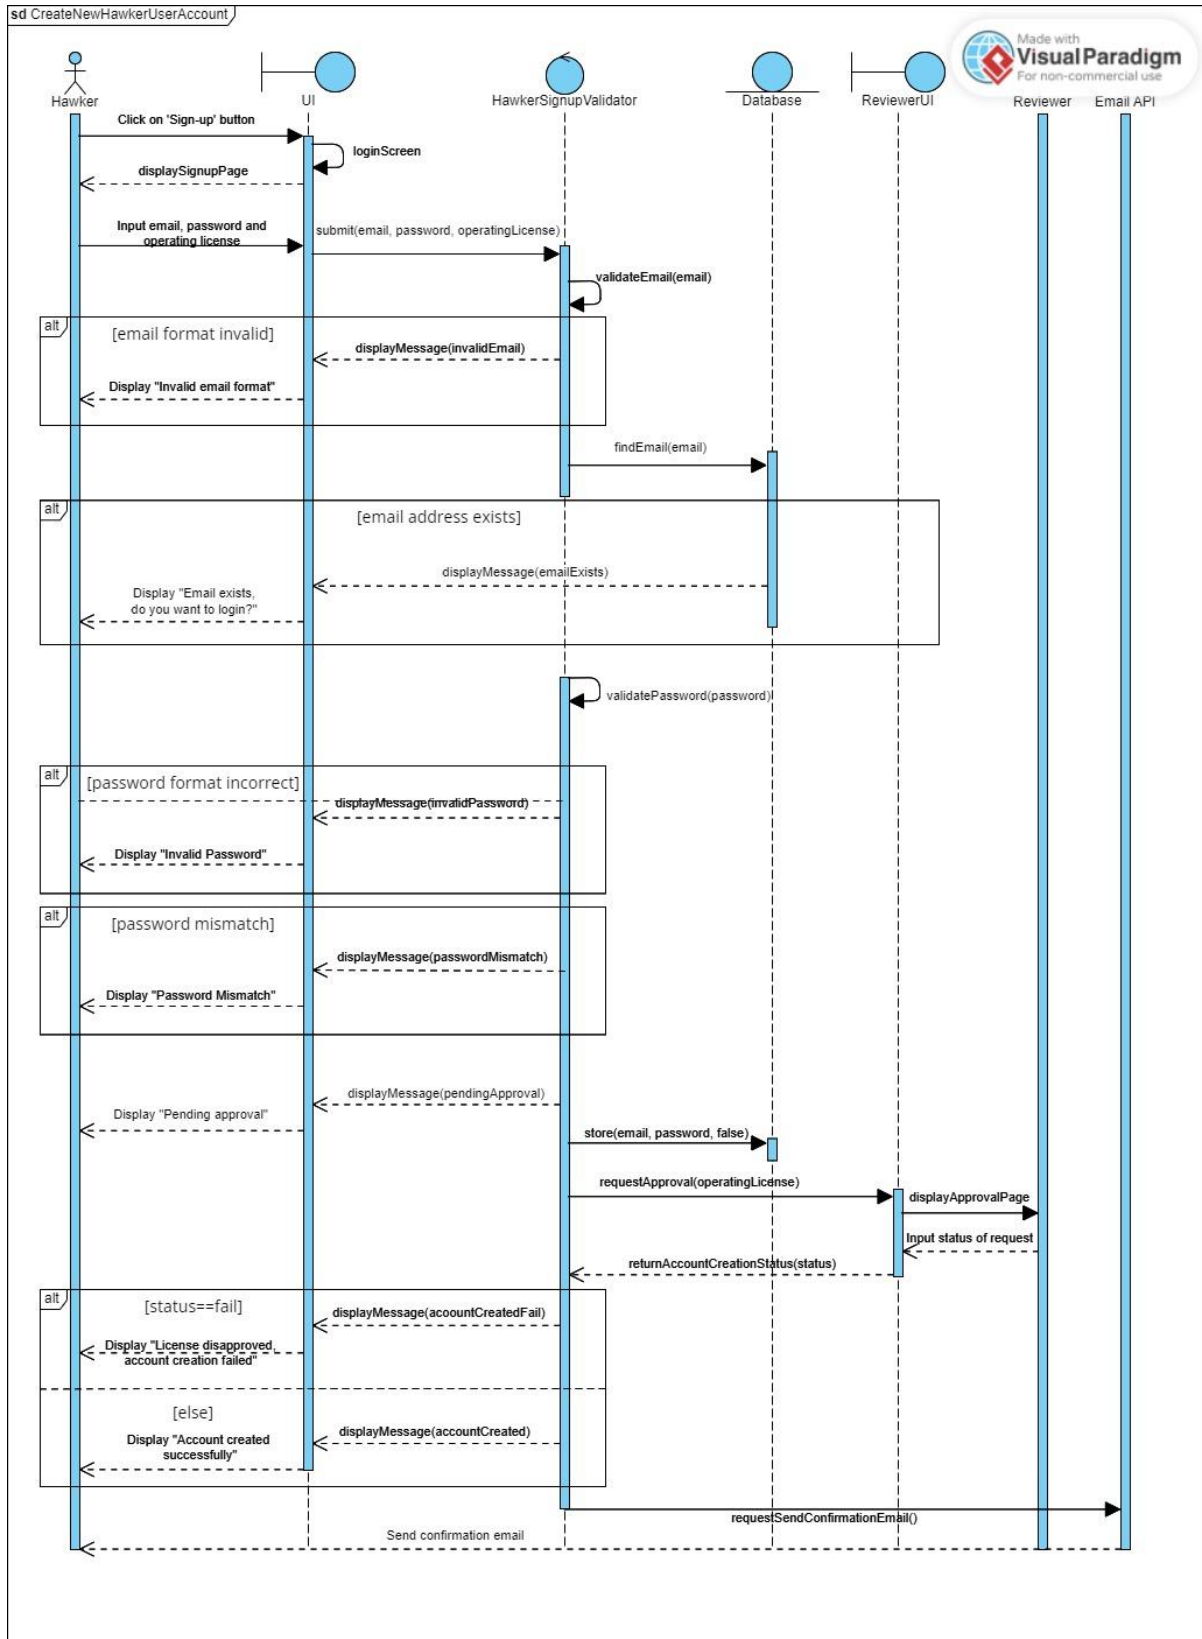 sd CreateNewHawkerUserAccount
Made with
Visual Paradigm
For non-commercial use
Hawker
UI
HawkerSignupValidator
Database
ReviewerUI
Reviewer
Email API
Click on 'Sign-up' button
loginScreen
displaySignupPage
Input email, password and
operating license
submit(email, password, operatingLicense)
validateEmail(email)
alt
[email format invalid]
displayMessage(invalidEmail)
Display "Invalid email format"
findEmail(email)
alt
[email address exists]
displayMessage(emailExists)
Display "Email exists,
do you want to login?"
validatePassword(password)
alt
[password format incorrect]
displayMessage(invalidPassword)
Display "Invalid Password"
alt
[password mismatch]
displayMessage(passwordMismatch)
Display "Password Mismatch"
displayMessage(pendingApproval)
Display "Pending approval"
store(email, password, false)
requestApproval(operatingLicense)
displayApprovalPage
Input status of request
returnAccountCreationStatus(status)
alt
[status==fail]
displayMessage(acoountCreatedFail)
Display "License disapproved,
account creation failed"
[else]
displayMessage(accountCreated)
Display "Account created
successfully"
requestSendConfirmationEmail()
Send confirmation email